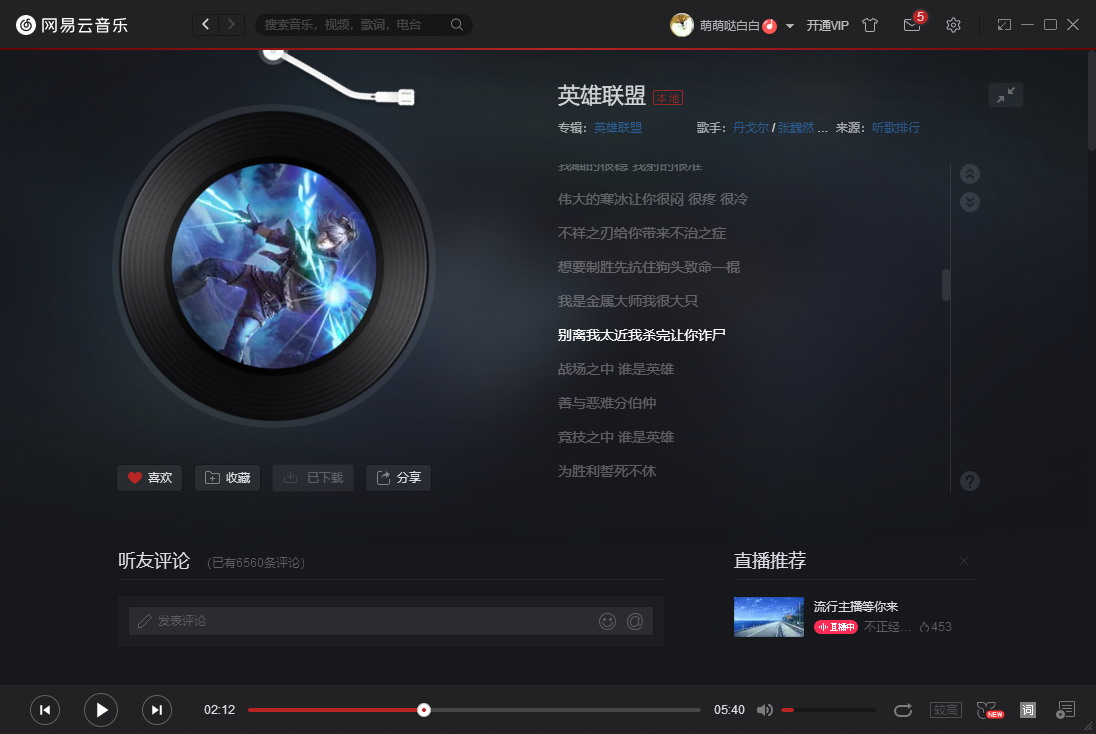 网易云音乐
搜索音乐，视频，歌词，电台
萌萌哒白白
开通VIP
5
英雄联盟 本地
专辑： 英雄联盟 歌手： 丹戈尔 / 张魏然 ... 来源： 听歌排行
伟大的寒冰让你很闷 很疼 很冷
不祥之刃给你带来不治之症
想要制胜先抗住狗头致命一棍
我是金属大师我很大只
别离我太近我杀完让你诈尸
战场之中 谁是英雄
善与恶难分伯仲
竞技之中 谁是英雄
为胜利誓死不休
?
喜欢 收藏 已下载 分享
听友评论 (已有6560条评论)
发表评论
@
直播推荐
流行主播等你来
直播中 不正经... 453
02:12
05:40
较高
NEW
词